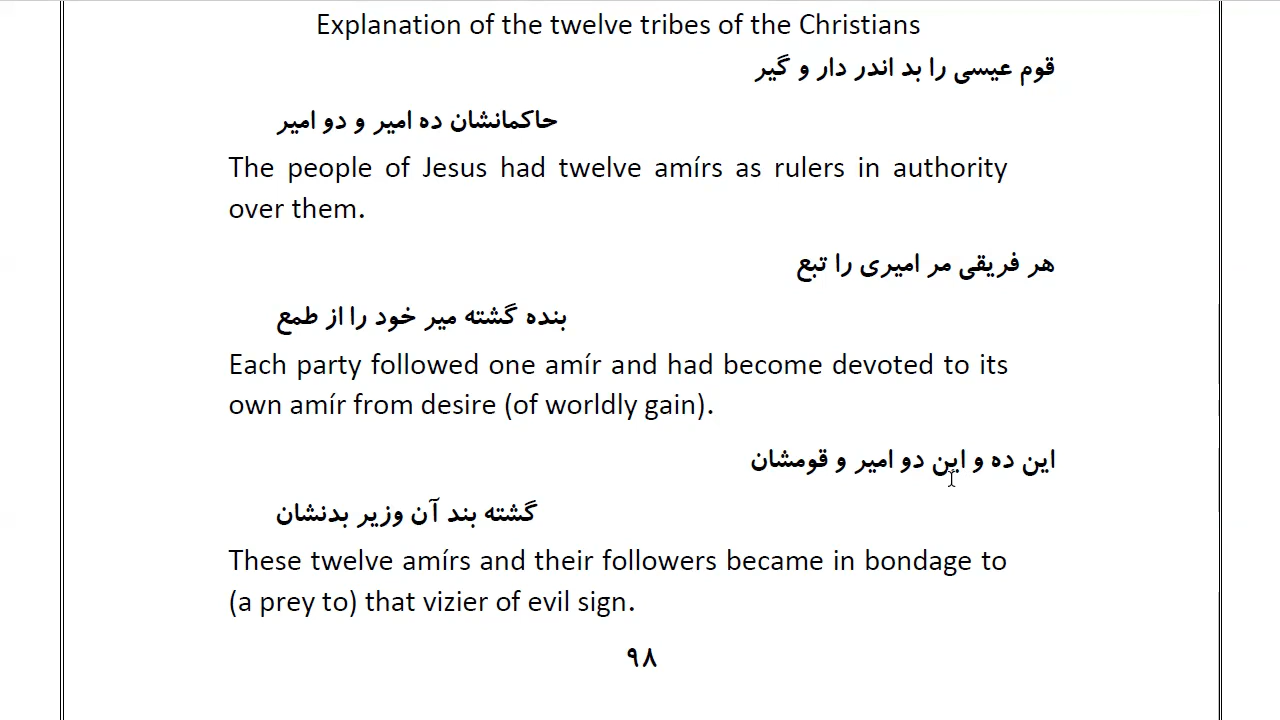 Explanation of the twelve tribes of the Christians
قوم عیسی را بد اندر دار و گیر
حاکمانشان ده امیر و دو امیر
The people of Jesus had twelve amírs as rulers in authority
over them.
هر فریقی مر امیری را تبع
بنده گشته میر خود را از طمع
Each party followed one amír and had become devoted to its
own amír from desire (of worldly gain).
این ده و این دو امیر و قومشان
گشته بند آن وزیر بدنشان
These twelve amírs and their followers became in bondage to
(a prey to) that vizier of evil sign.
۹۸